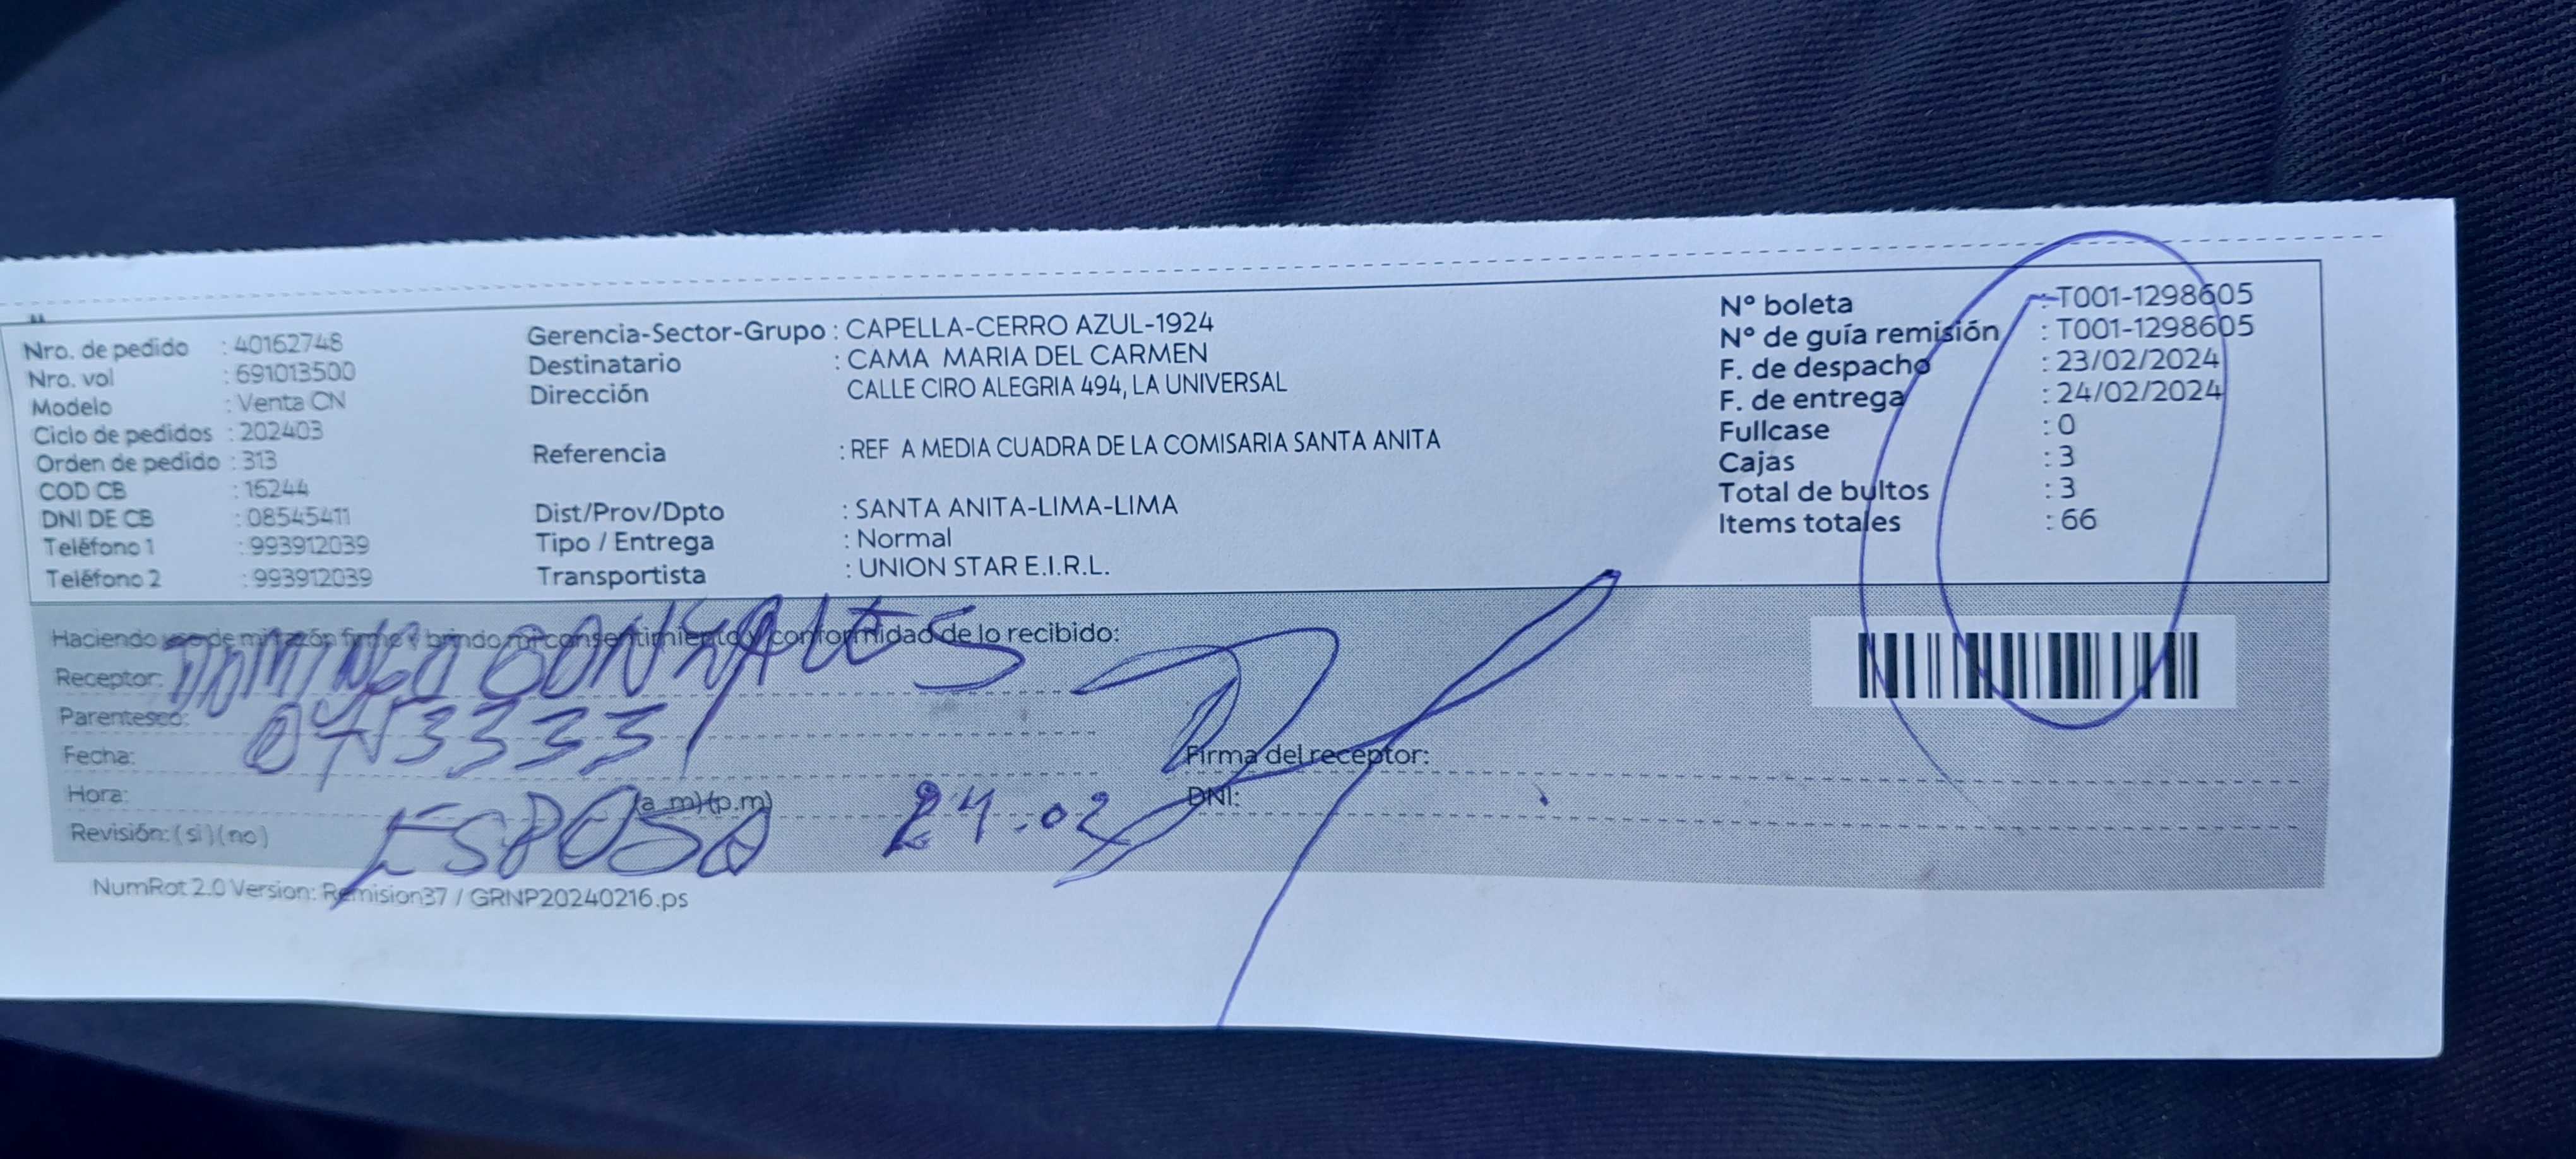 Nro. de pedido : 40162748
Nro. vol : 691013500
Modelo : Venta CN
Ciclo de pedidos : 202403
Orden de pedido : 313
COD CB : 16244
DNI DE CB : 08545411
Teléfono 1 : 993912039
Teléfono 2 : 993912039
Gerencia-Sector-Grupo : CAPELLA-CERRO AZUL-1924
Destinatario : CAMA MARIA DEL CARMEN
Dirección CALLE CIRO ALEGRIA 494, LA UNIVERSAL
Referencia : REF A MEDIA CUADRA DE LA COMISARIA SANTA ANITA
Dist/Prov/Dpto : SANTA ANITA-LIMA-LIMA
Tipo / Entrega : Normal
Transportista : UNION STAR E.I.R.L.
Nº boleta : T001-1298605
Nº de guía remisión : T001-1298605
F. de despacho : 23/02/2024
F. de entrega : 24/02/2024
Fullcase : 0
Cajas : 3
Total de bultos : 3
Items totales : 66
Haciendo uso de mi razón firmo y brindo mi consentimiento y conformidad de lo recibido:
Receptor: DOMINGO GONZALES
Parentesco:
Fecha:
Firma del receptor:
Hora: (a.m)(p.m)
DNI:
Revisión: (si)(no) ESPOSO 24.02
NumRot 2.0 Version: Remision37 / GRNP20240216.ps